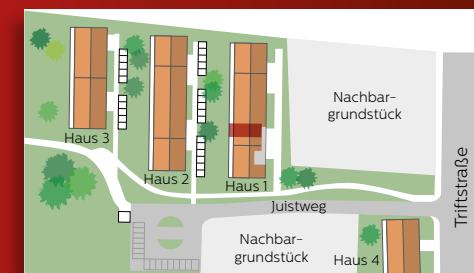 Nachbar-
grundstück
Haus 3
Haus 2
Haus 1
Triftstraße
Juistweg
Nachbar-
grundstück
Haus 4